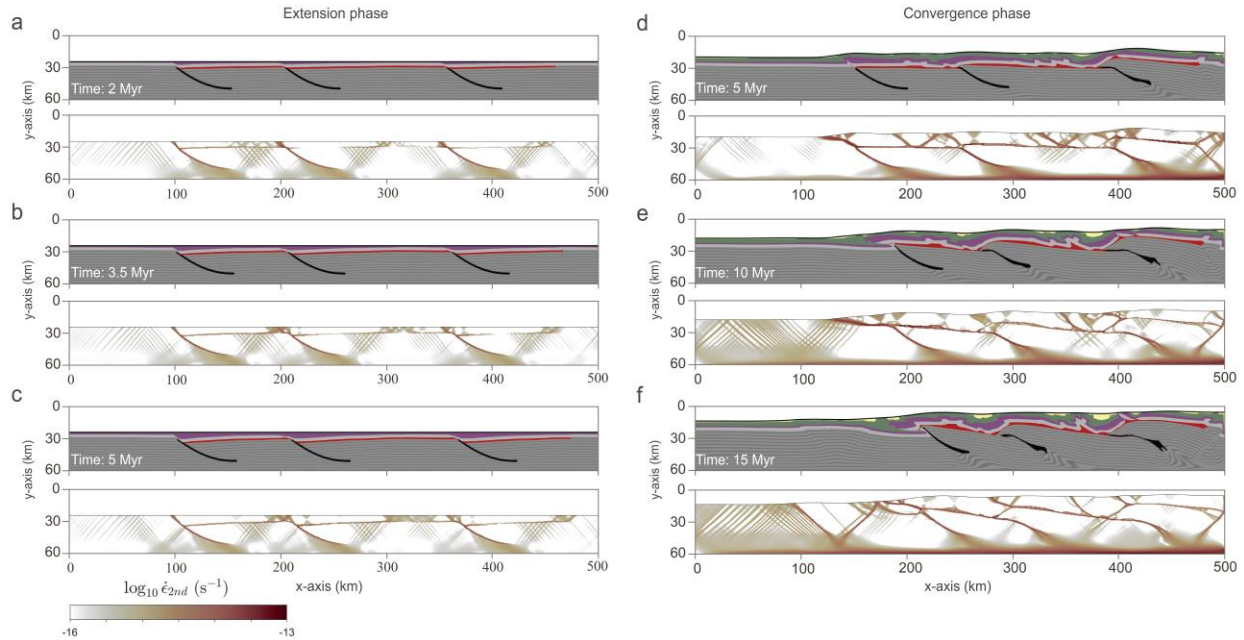 Extension phase
a
0
30
60
y-axis (km)
Time: 2 Myr
0
30
60
0 100 200 300 400 500
b
0
30
60
y-axis (km)
Time: 3.5 Myr
0
30
60
0 100 200 300 400 500
c
0
30
60
y-axis (km)
Time: 5 Myr
0
30
60
0 100 200 300 400 500
x-axis (km)
log₁₀ ε̇₂ₙd (s⁻¹)
-16 -13
Convergence phase
d
0
30
60
y-axis (km)
Time: 5 Myr
0
30
60
0 100 200 300 400 500
e
0
30
60
y-axis (km)
Time: 10 Myr
0
30
60
0 100 200 300 400 500
f
0
30
60
y-axis (km)
Time: 15 Myr
0
30
60
0 100 200 300 400 500
x-axis (km)